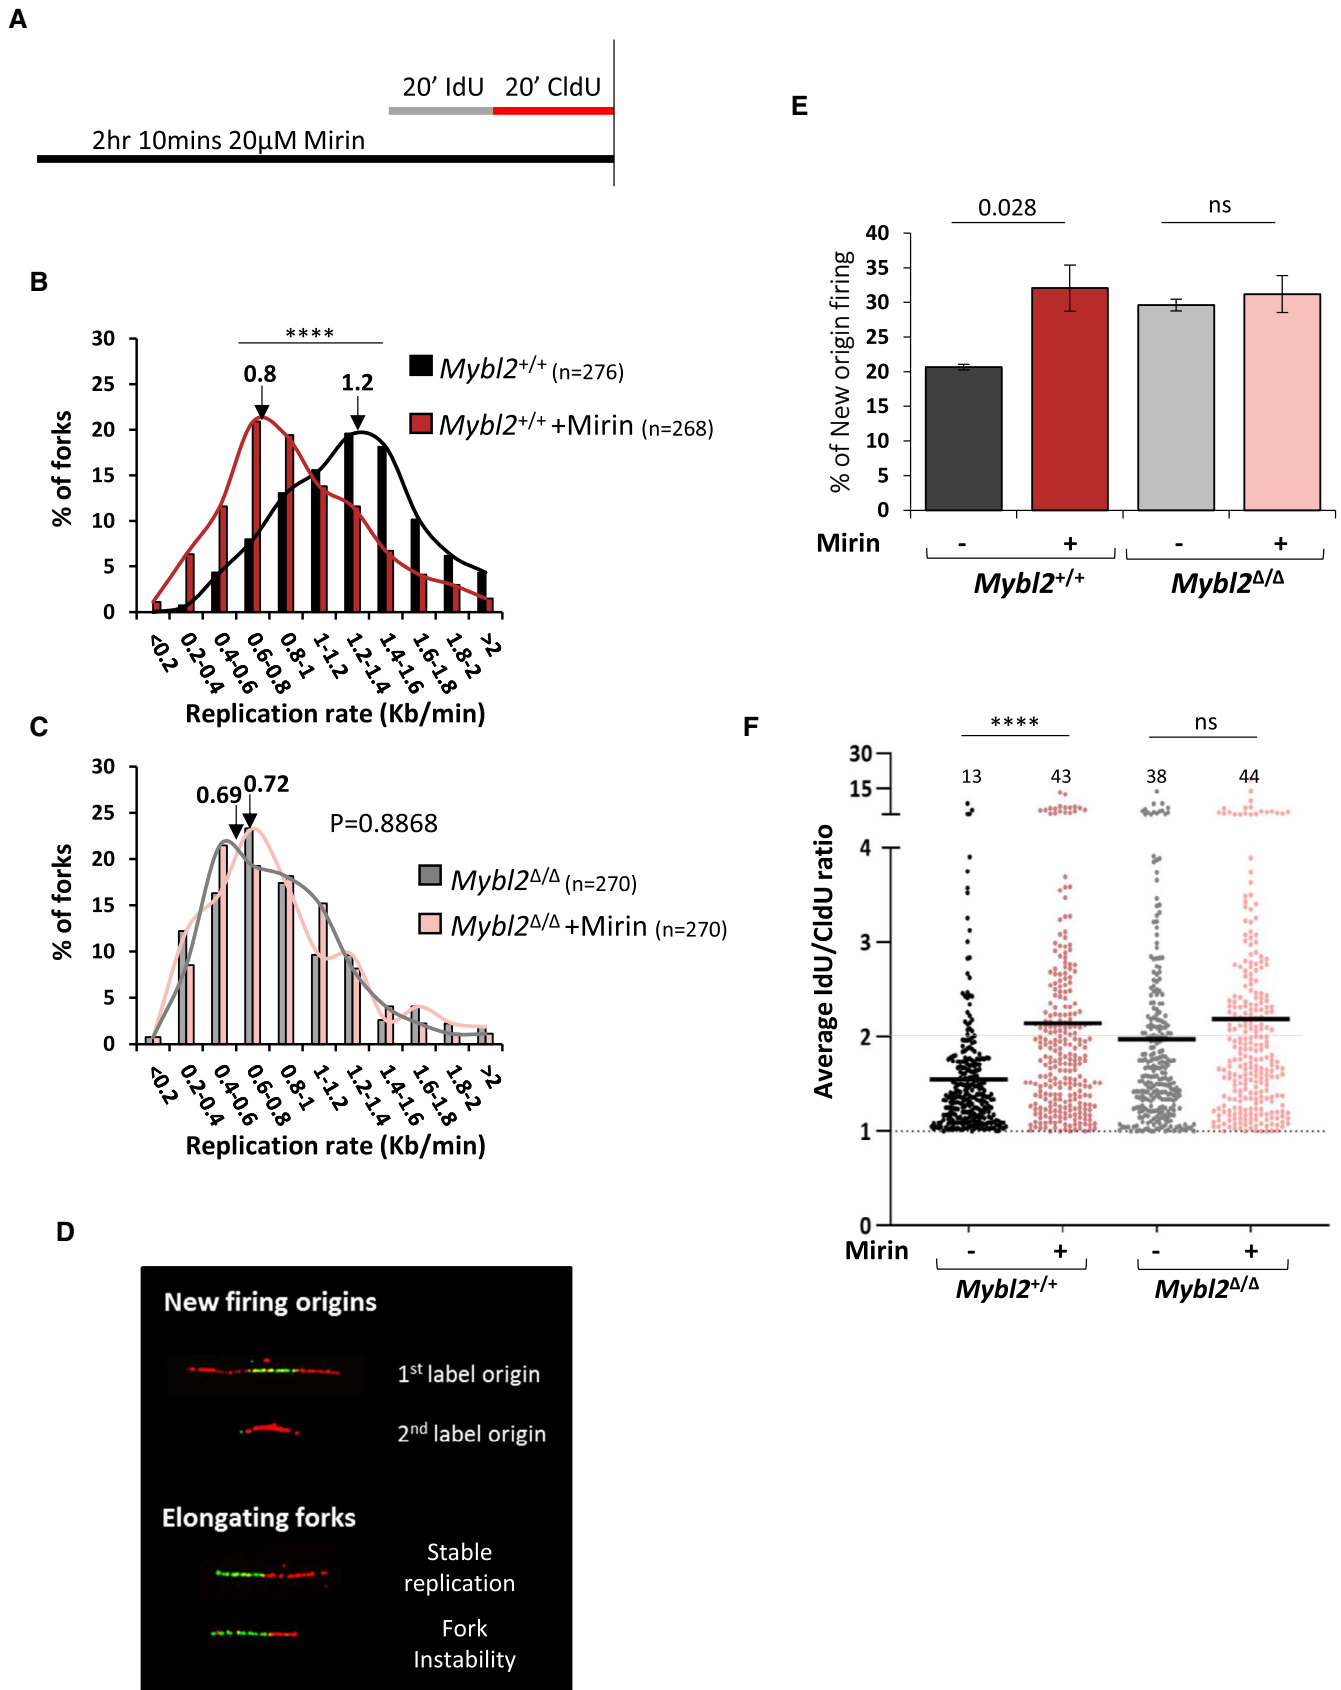 A
20’ IdU 20’ CldU
2hr 10mins 20µM Mirin
B
****
0.8
1.2
Mybl2+/+ (n=276)
Mybl2+/+ +Mirin (n=268)
% of forks
30
25
20
15
10
5
0
<0.2
0.2-0.4
0.4-0.6
0.6-0.8
0.8-1
1-1.2
1.2-1.4
1.4-1.6
1.6-1.8
1.8-2
>2
Replication rate (Kb/min)
C
0.69
0.72
P=0.8868
Mybl2Δ/Δ (n=270)
Mybl2Δ/Δ +Mirin (n=270)
% of forks
30
25
20
15
10
5
0
<0.2
0.2-0.4
0.4-0.6
0.6-0.8
0.8-1
1-1.2
1.2-1.4
1.4-1.6
1.6-1.8
1.8-2
>2
Replication rate (Kb/min)
D
New firing origins
1st label origin
2nd label origin
Elongating forks
Stable
replication
Fork
Instability
E
0.028
ns
% of New origin firing
40
35
30
25
20
15
10
5
0
Mirin - + - +
Mybl2+/+ Mybl2Δ/Δ
F
****
ns
13 43 38 44
Average IdU/CldU ratio
30
15
4
3
2
1
0
Mirin - + - +
Mybl2+/+ Mybl2Δ/Δ